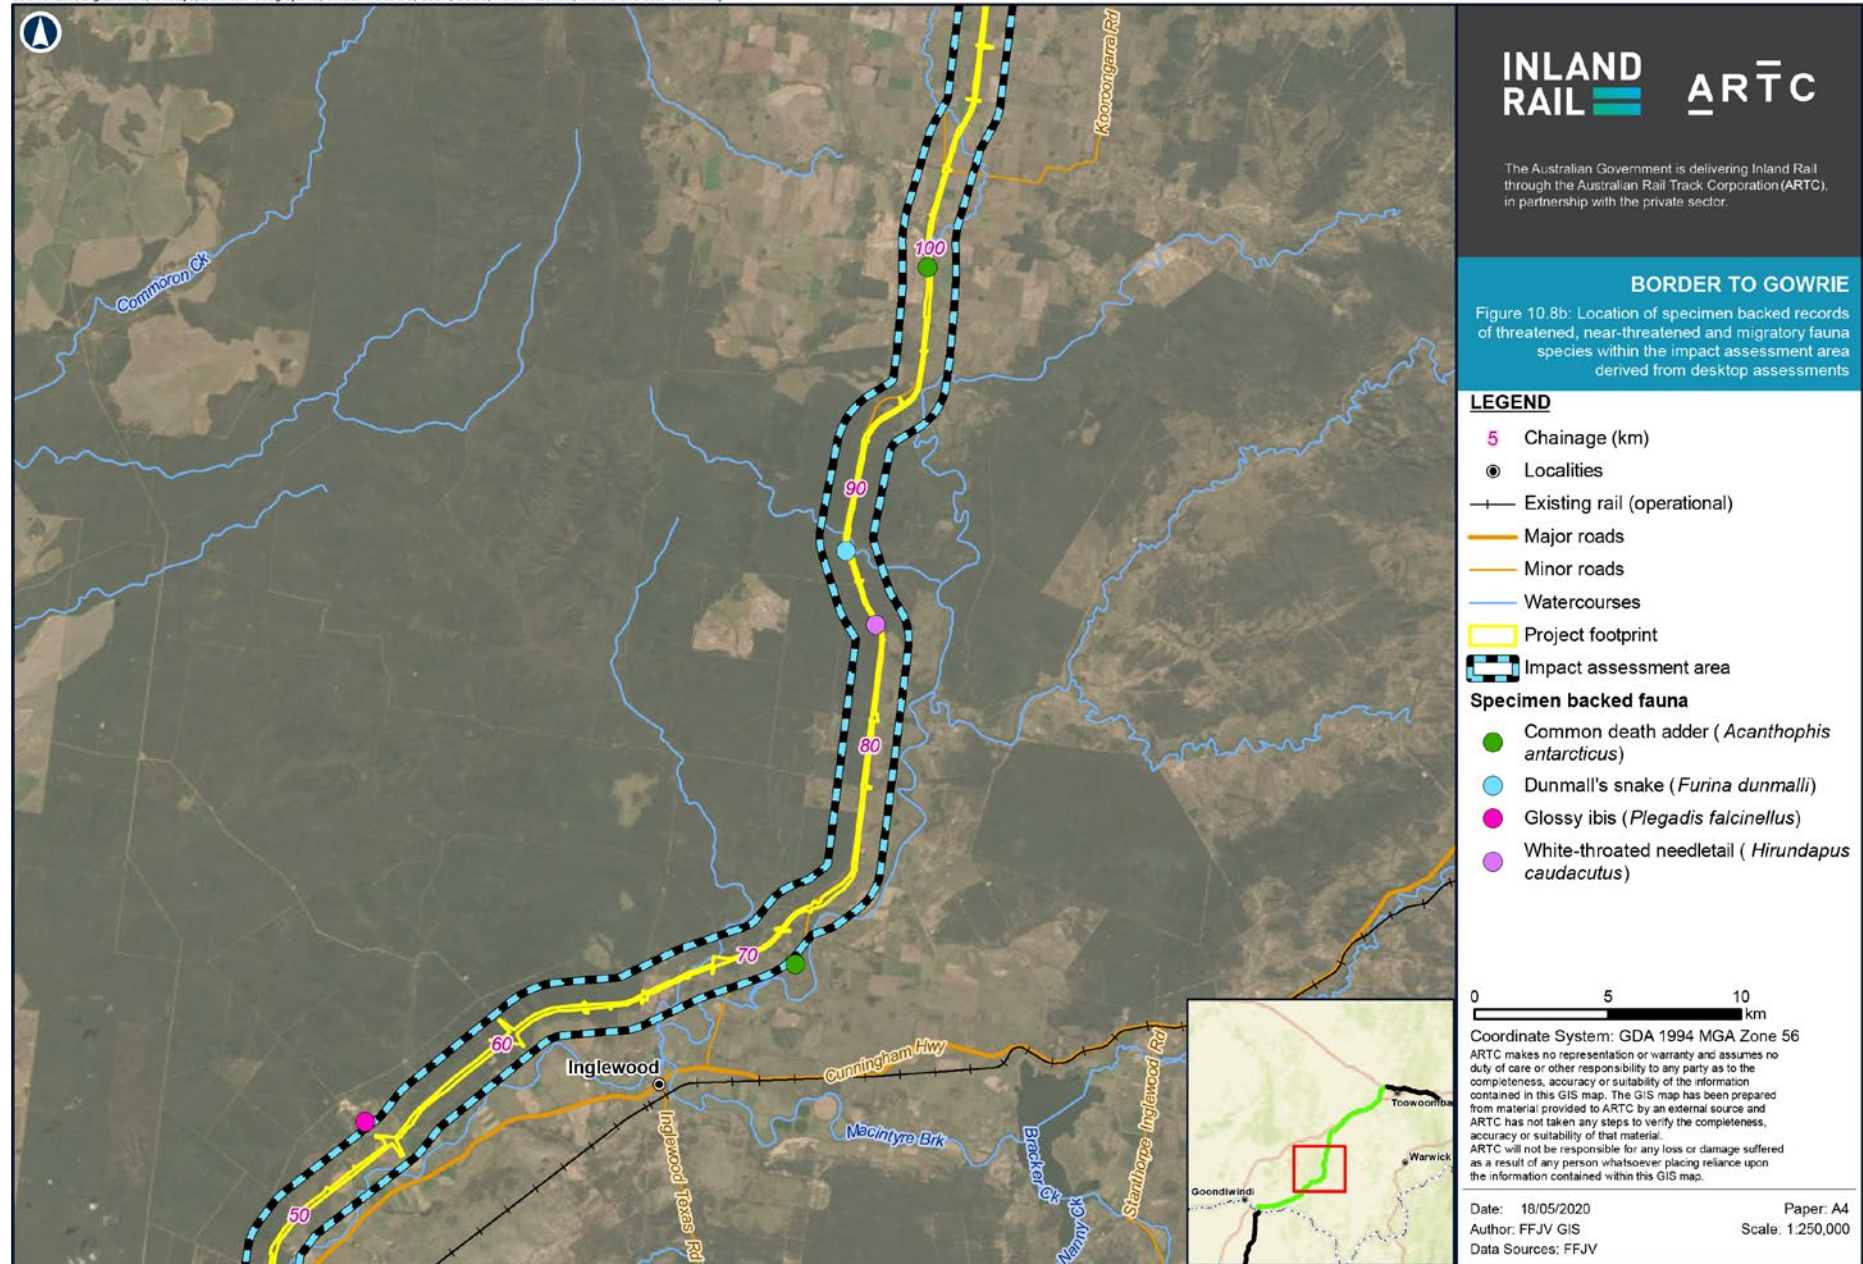 Kooroongarra Rd
Commoron Ck
100
90
80
70
60
50
Inglewood
Cunningham Hwy
Macintyre Brk
Bracker Ck
Nanny Ck
Inglewood Texas Rd
Stanthorpe Inglewood Rd
Toowoomba
Warwick
Goondiwindi
INLAND
RAIL
ARTC
The Australian Government is delivering Inland Rail
through the Australian Rail Track Corporation (ARTC),
in partnership with the private sector.
BORDER TO GOWRIE
Figure 10.8b: Location of specimen backed records
of threatened, near-threatened and migratory fauna
species within the impact assessment area
derived from desktop assessments
LEGEND
5 Chainage (km)
Localities
Existing rail (operational)
Major roads
Minor roads
Watercourses
Project footprint
Impact assessment area
Specimen backed fauna
Common death adder ( Acanthophis
antarcticus)
Dunmall's snake (Furina dunmalli)
Glossy ibis (Plegadis falcinellus)
White-throated needletail ( Hirundapus
caudacutus)
0 5 10
km
Coordinate System: GDA 1994 MGA Zone 56
ARTC makes no representation or warranty and assumes no
duty of care or other responsibility to any party as to the
completeness, accuracy or suitability of the information
contained in this GIS map. The GIS map has been prepared
from material provided to ARTC by an external source and
ARTC has not taken any steps to verify the completeness,
accuracy or suitability of that material.
ARTC will not be responsible for any loss or damage suffered
as a result of any person whatsoever placing reliance upon
the information contained within this GIS map.
Date: 18/05/2020 Paper: A4
Author: FFJV GIS Scale: 1:250,000
Data Sources: FFJV